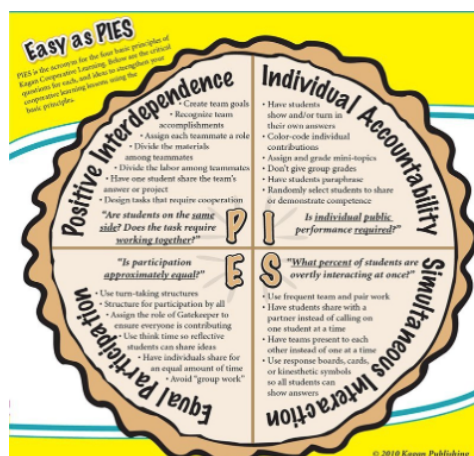 Easy as PIES
PIES is the acronym for the four basic principles of
Kagan Cooperative Learning. Below are the critical
questions for each, and ideas to strengthen your
cooperative learning lessons using the
basic principles.
Positive Interdependence
• Create team goals
• Recognize team
accomplishments
• Assign each teammate a role
• Divide the materials
among teammates
• Divide the labor among teammates
• Have one student share the team's
answer or project
• Design tasks that require cooperation
"Are students on the same
side? Does the task require
working together?"
P
Individual Accountability
• Have students
show and/or turn in
their own answers
• Color-code individual
contributions
• Assign and grade mini-topics
• Don't give group grades
• Have students paraphrase
• Randomly select students to share
or demonstrate competence
Is individual public
performance required?"
I
Equal Participation
"Is participation
approximately equal?"
• Use turn-taking structures
• Structure for participation by all
• Assign the role of Gatekeeper to
ensure everyone is contributing
• Use think time so reflective
students can share ideas
• Have individuals share for
an equal amount of time
• Avoid "group work"
E
Simultaneous Interaction
"What percent of students are
overtly interacting at once?"
• Use frequent team and pair work
• Have students share with a
partner instead of calling on
one student at a time
• Have teams present to each
other instead of one at a time
• Use response boards, cards,
or kinesthetic symbols
so all students can
show answers
S
© 2010 Kagan Publishing